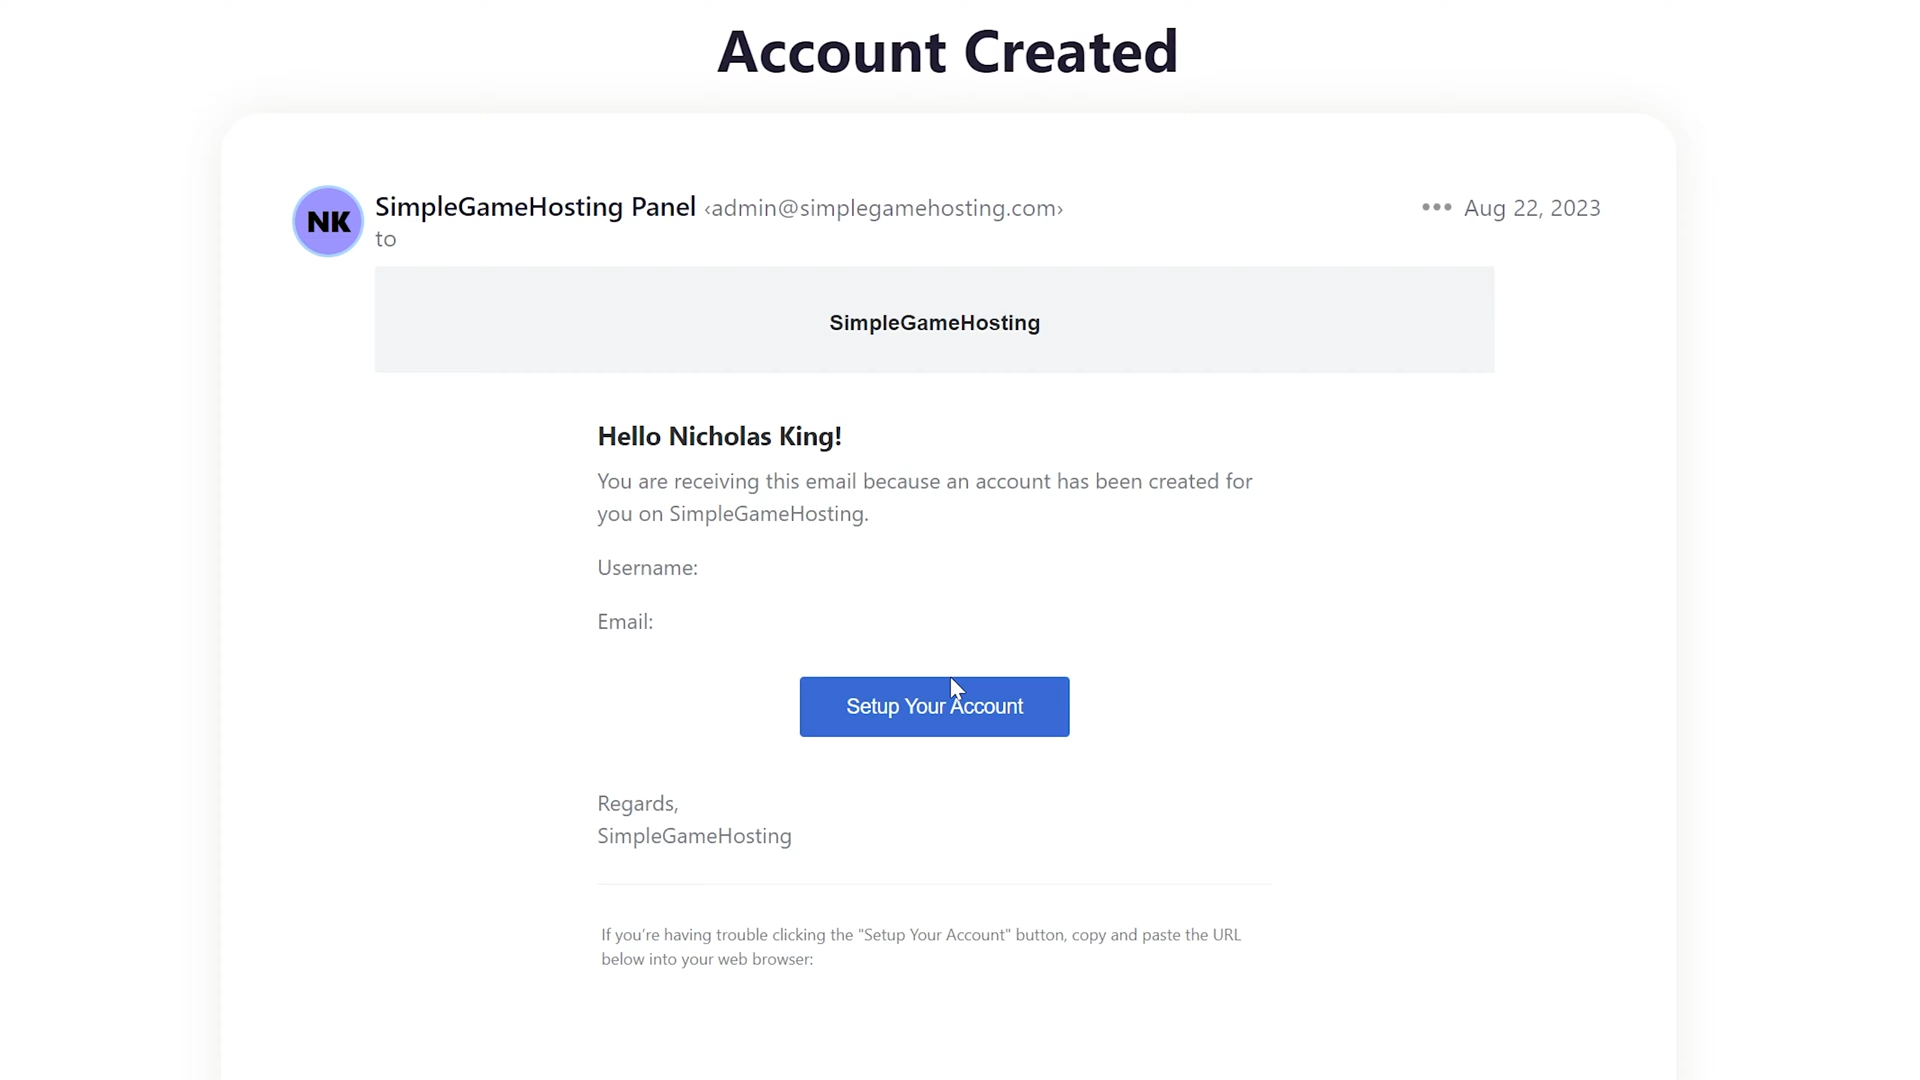 Account Created
NK
SimpleGameHosting Panel ‹admin@simplegamehosting.com›
••• Aug 22, 2023
to
SimpleGameHosting
Hello Nicholas King!
You are receiving this email because an account has been created for
you on SimpleGameHosting.
Username:
Email:
Setup Your Account
Regards,
SimpleGameHosting
If you're having trouble clicking the "Setup Your Account" button, copy and paste the URL
below into your web browser: